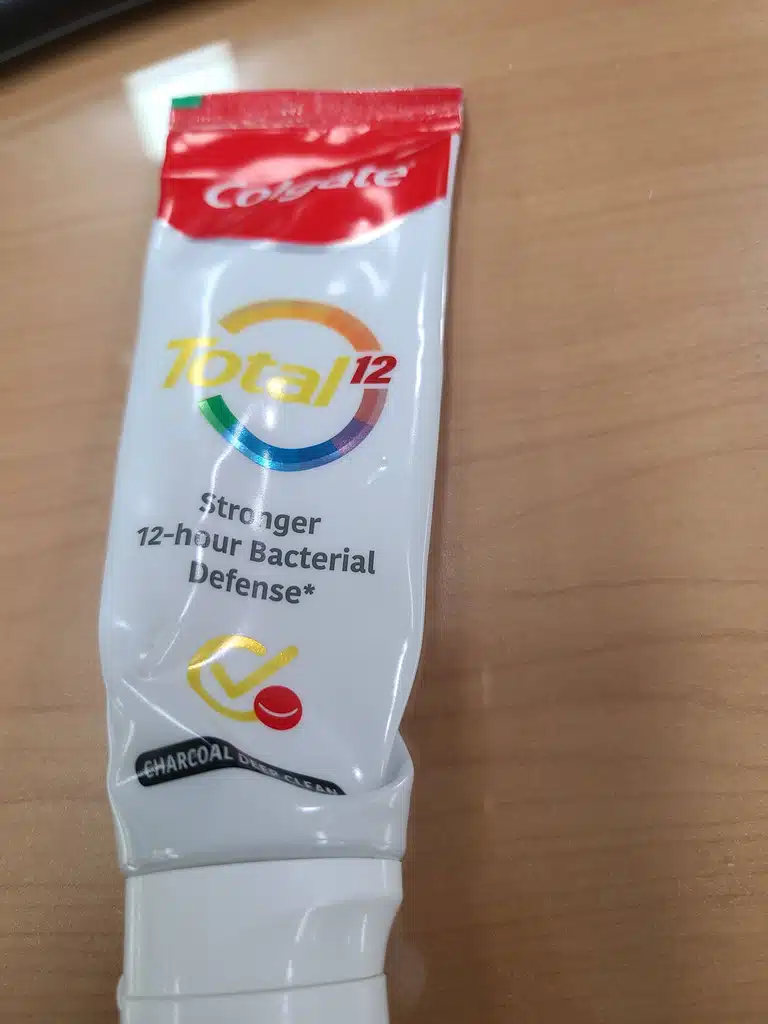 Colgate
Total 12
Stronger
12-hour Bacterial
Defense*
CHARCOAL DEEP CLEAN